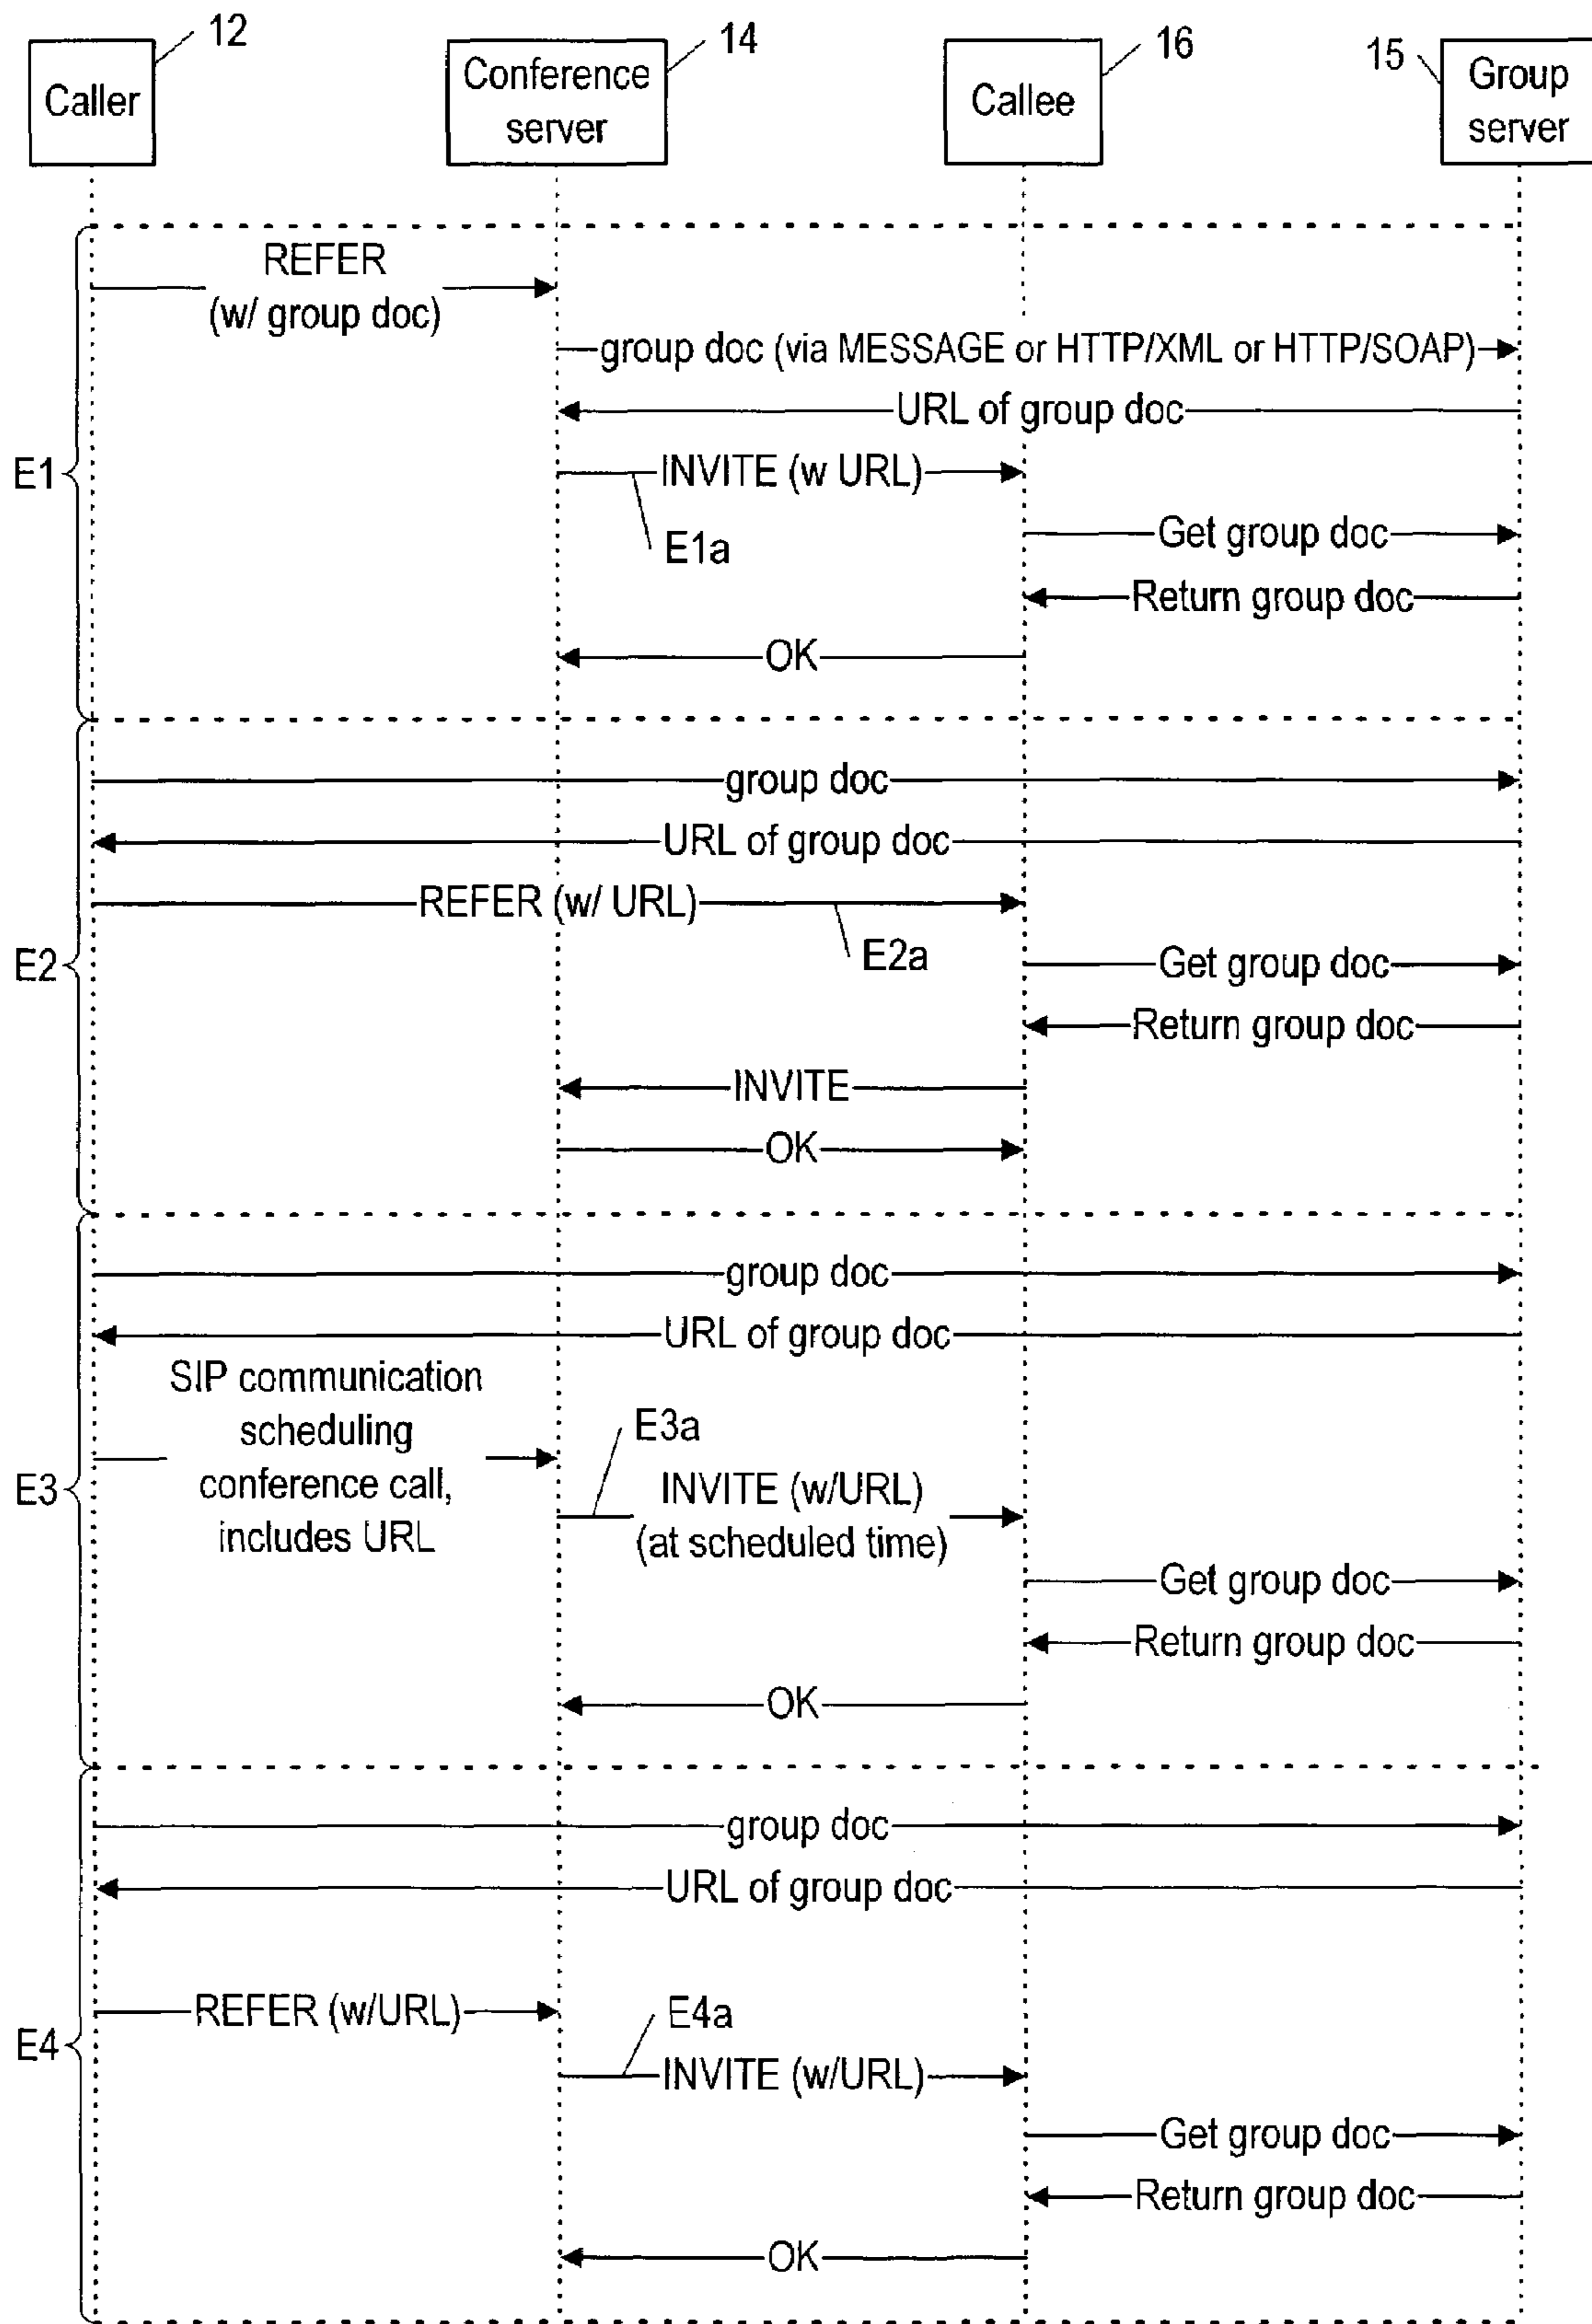 12
14
16
15
Caller
Conference
server
Callee
Group
server
E1
REFER
(w/ group doc)
group doc (via MESSAGE or HTTP/XML or HTTP/SOAP)
URL of group doc
INVITE (w URL)
E1a
Get group doc
Return group doc
OK
E2
group doc
URL of group doc
REFER (w/ URL)
E2a
Get group doc
Return group doc
INVITE
OK
E3
group doc
URL of group doc
SIP communication
scheduling
conference call,
includes URL
E3a
INVITE (w/URL)
(at scheduled time)
Get group doc
Return group doc
OK
E4
group doc
URL of group doc
REFER (w/URL)
E4a
INVITE (w/URL)
Get group doc
Return group doc
OK